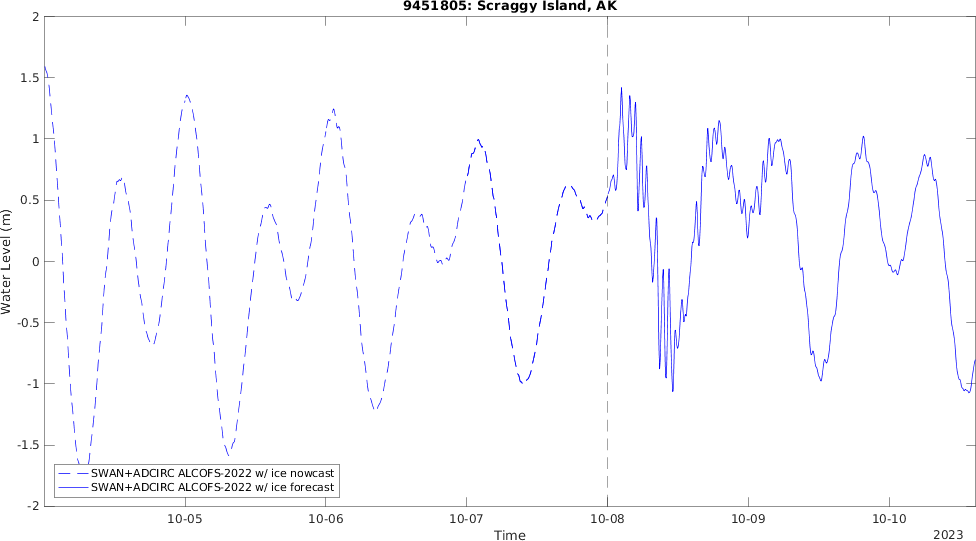 9451805: Scraggy Island, AK
Water Level (m)
2
1.5
1
0.5
0
-0.5
-1
-1.5
-2
SWAN+ADCIRC ALCOFS-2022 w/ ice nowcast
SWAN+ADCIRC ALCOFS-2022 w/ ice forecast
10-05 10-06 10-07 10-08 10-09 10-10
Time
2023